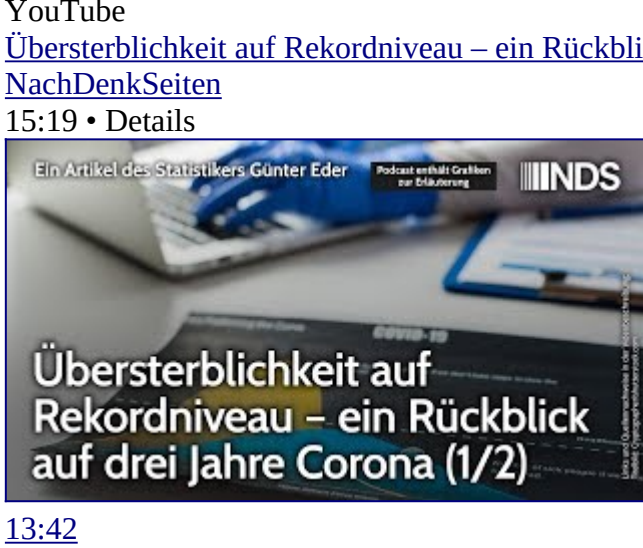 YouTube
Übersterblichkeit auf Rekordniveau – ein Rückbli
NachDenkSeiten
15:19 • Details
Ein Artikel des Statistikers Günter Eder
Podcast enthält Grafiken
zur Erläuterung
NDS
COVID-19
Übersterblichkeit auf
Rekordniveau – ein Rückblick
auf drei Jahre Corona (1/2)
13:42